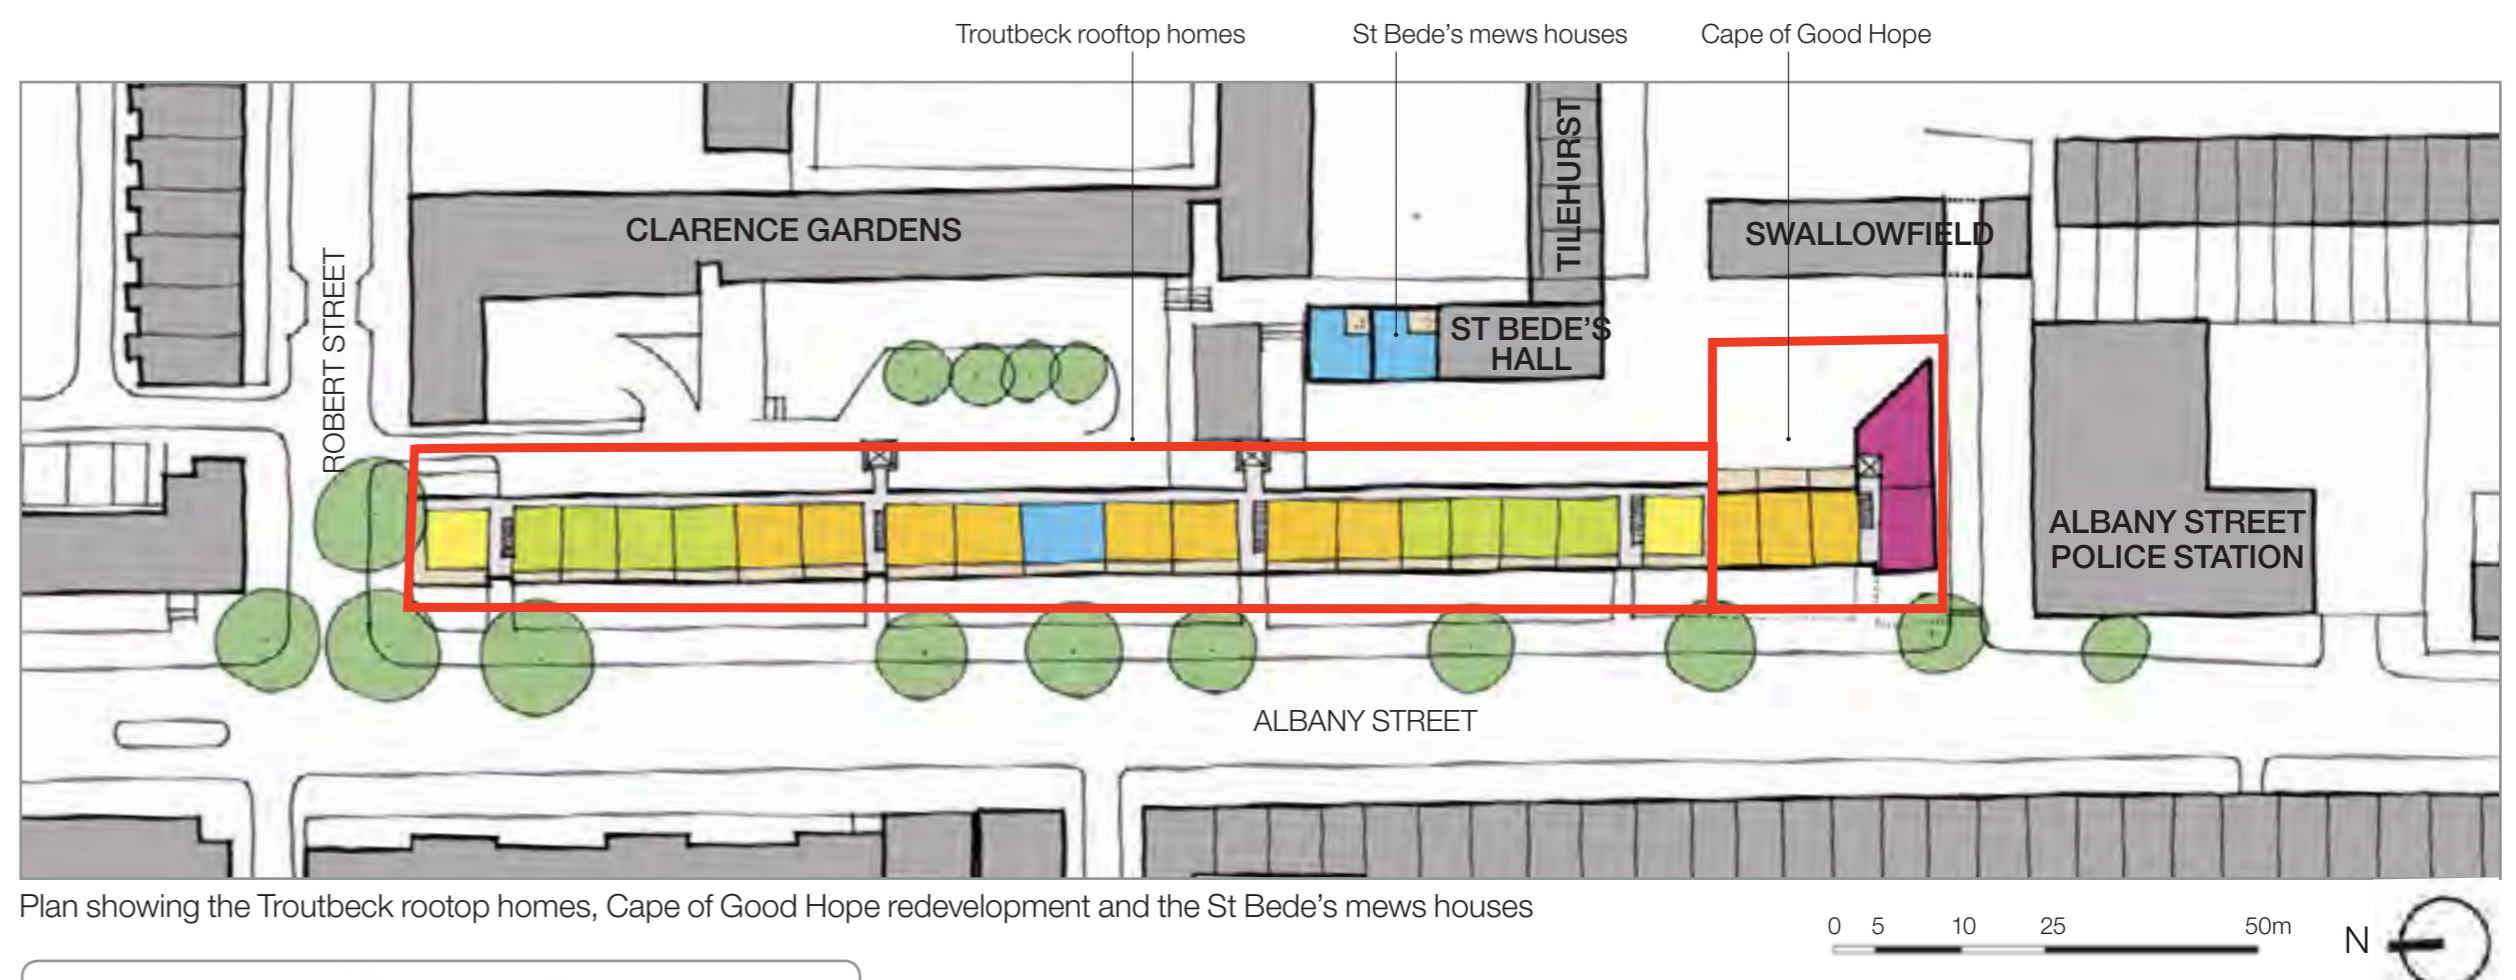 Troutbeck rooftop homes
St Bede's mews houses
Cape of Good Hope
TILEHURST
CLARENCE GARDENS
SWALLOWFIELD
ROBERT STREET
ST BEDE'S
HALL
ALBANY STREET
POLICE STATION
ALBANY STREET
Plan showing the Troutbeck rootop homes, Cape of Good Hope redevelopment and the St Bede's mews houses
0 5 10 25 50m
N